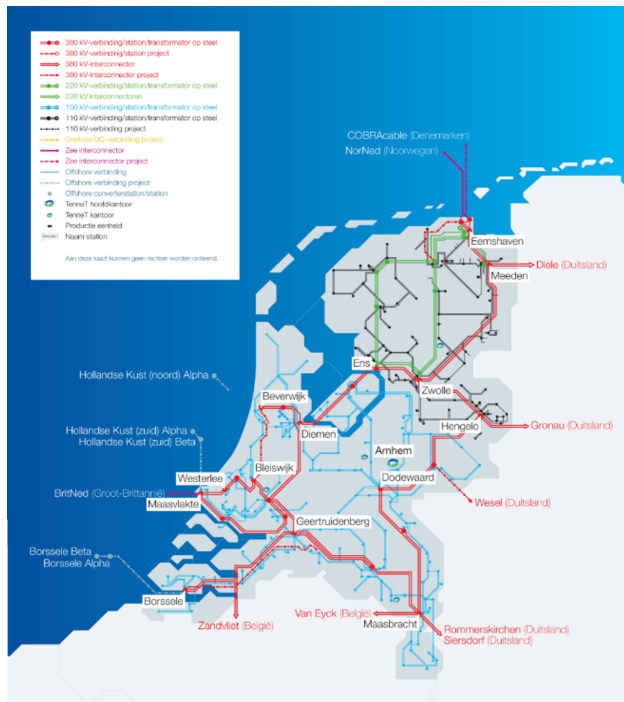 380 kV-verbinding/station/transformator op steel
380 kV-verbinding/station project
380 kV-interconnector
380 kV-interconnector project
220 kV-verbinding/station/transformator op steel
220 kV interconnectoren
150 kV-verbinding/station/transformator op steel
110 kV-verbinding/station/transformator op steel
110 kV-verbinding project
Onshore DC-verbinding project
Zee interconnector
Zee interconnector project
Offshore verbinding
Offshore verbinding project
Offshore converterstation/station
TenneT hoofdkantoor
TenneT kantoor
Productie eenheid
Naam station
Aan deze kaart kunnen geen rechten worden ontleend.
COBRAcable (Denemarken)
NorNed (Noorwegen)
Eemshaven
Diele (Duitsland)
Meeden
Ens
Hollandse Kust (noord) Alpha
Zwolle
Beverwijk
Hengelo
Gronau (Duitsland)
Hollandse Kust (zuid) Alpha
Hollandse Kust (zuid) Beta
Diemen
Arnhem
Bleiswijk
Westerlee
Dodewaard
BritNed (Groot-Brittannië)
Wesel (Duitsland)
Maasvlakte
Geertruidenberg
Borssele Beta
Borssele Alpha
Borssele
Van Eyck (België)
Zandvliet (België)
Maasbracht
Rommerskirchen (Duitsland)
Siersdorf (Duitsland)